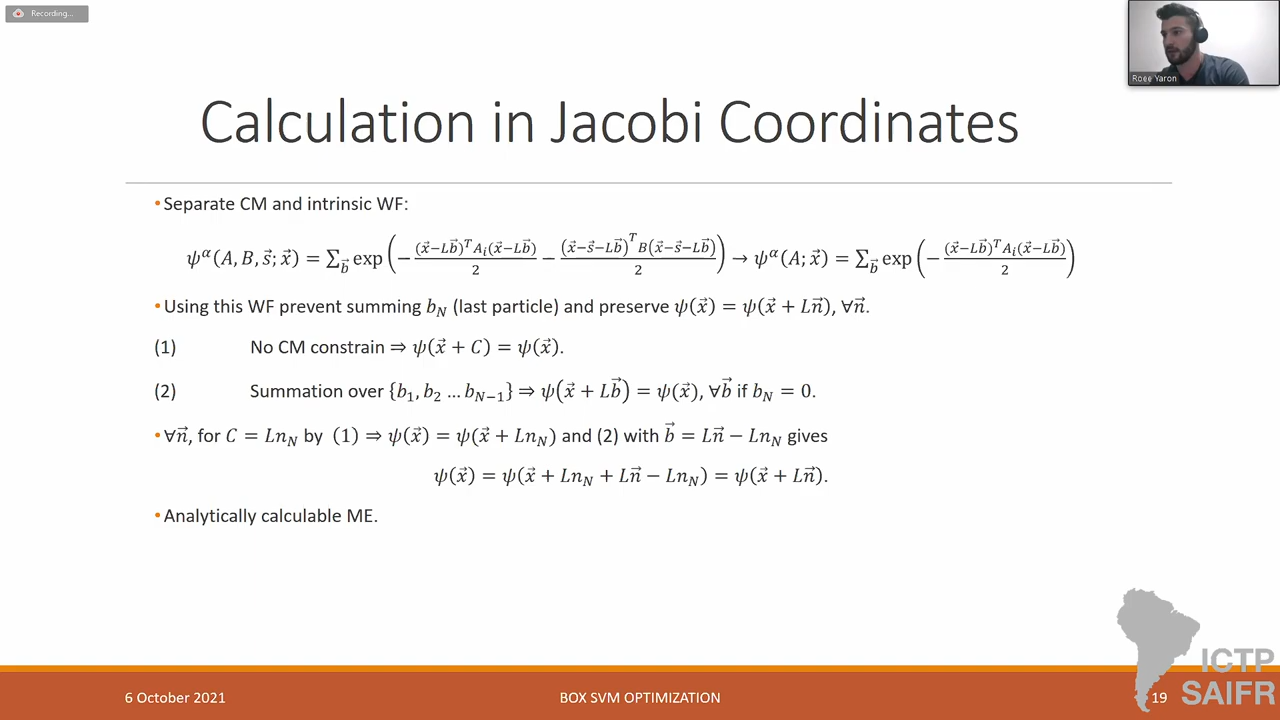 Recording...
Roee Yaron
Calculation in Jacobi Coordinates
•Separate CM and intrinsic WF:
ψ^α(A, B, s⃗; x⃗) = ∑_b⃗ exp(−(x⃗−Lb⃗)^T A_i(x⃗−Lb⃗)/2 − (x⃗−s⃗−Lb⃗)^T B(x⃗−s⃗−Lb⃗)/2) → ψ^α(A; x⃗) = ∑_b⃗ exp(−(x⃗−Lb⃗)^T A_i(x⃗−Lb⃗)/2)
•Using this WF prevent summing b_N (last particle) and preserve ψ(x⃗) = ψ(x⃗ + Ln⃗), ∀n⃗.
(1) No CM constrain ⇒ ψ(x⃗ + C) = ψ(x⃗).
(2) Summation over {b_1, b_2 … b_{N−1}} ⇒ ψ(x⃗ + Lb⃗) = ψ(x⃗), ∀b⃗ if b_N = 0.
•∀n⃗, for C = Ln_N by (1) ⇒ ψ(x⃗) = ψ(x⃗ + Ln_N) and (2) with b⃗ = Ln⃗ − Ln_N gives
ψ(x⃗) = ψ(x⃗ + Ln_N + Ln⃗ − Ln_N) = ψ(x⃗ + Ln⃗).
•Analytically calculable ME.
ICTP
SAIFR
6 October 2021
BOX SVM OPTIMIZATION
19